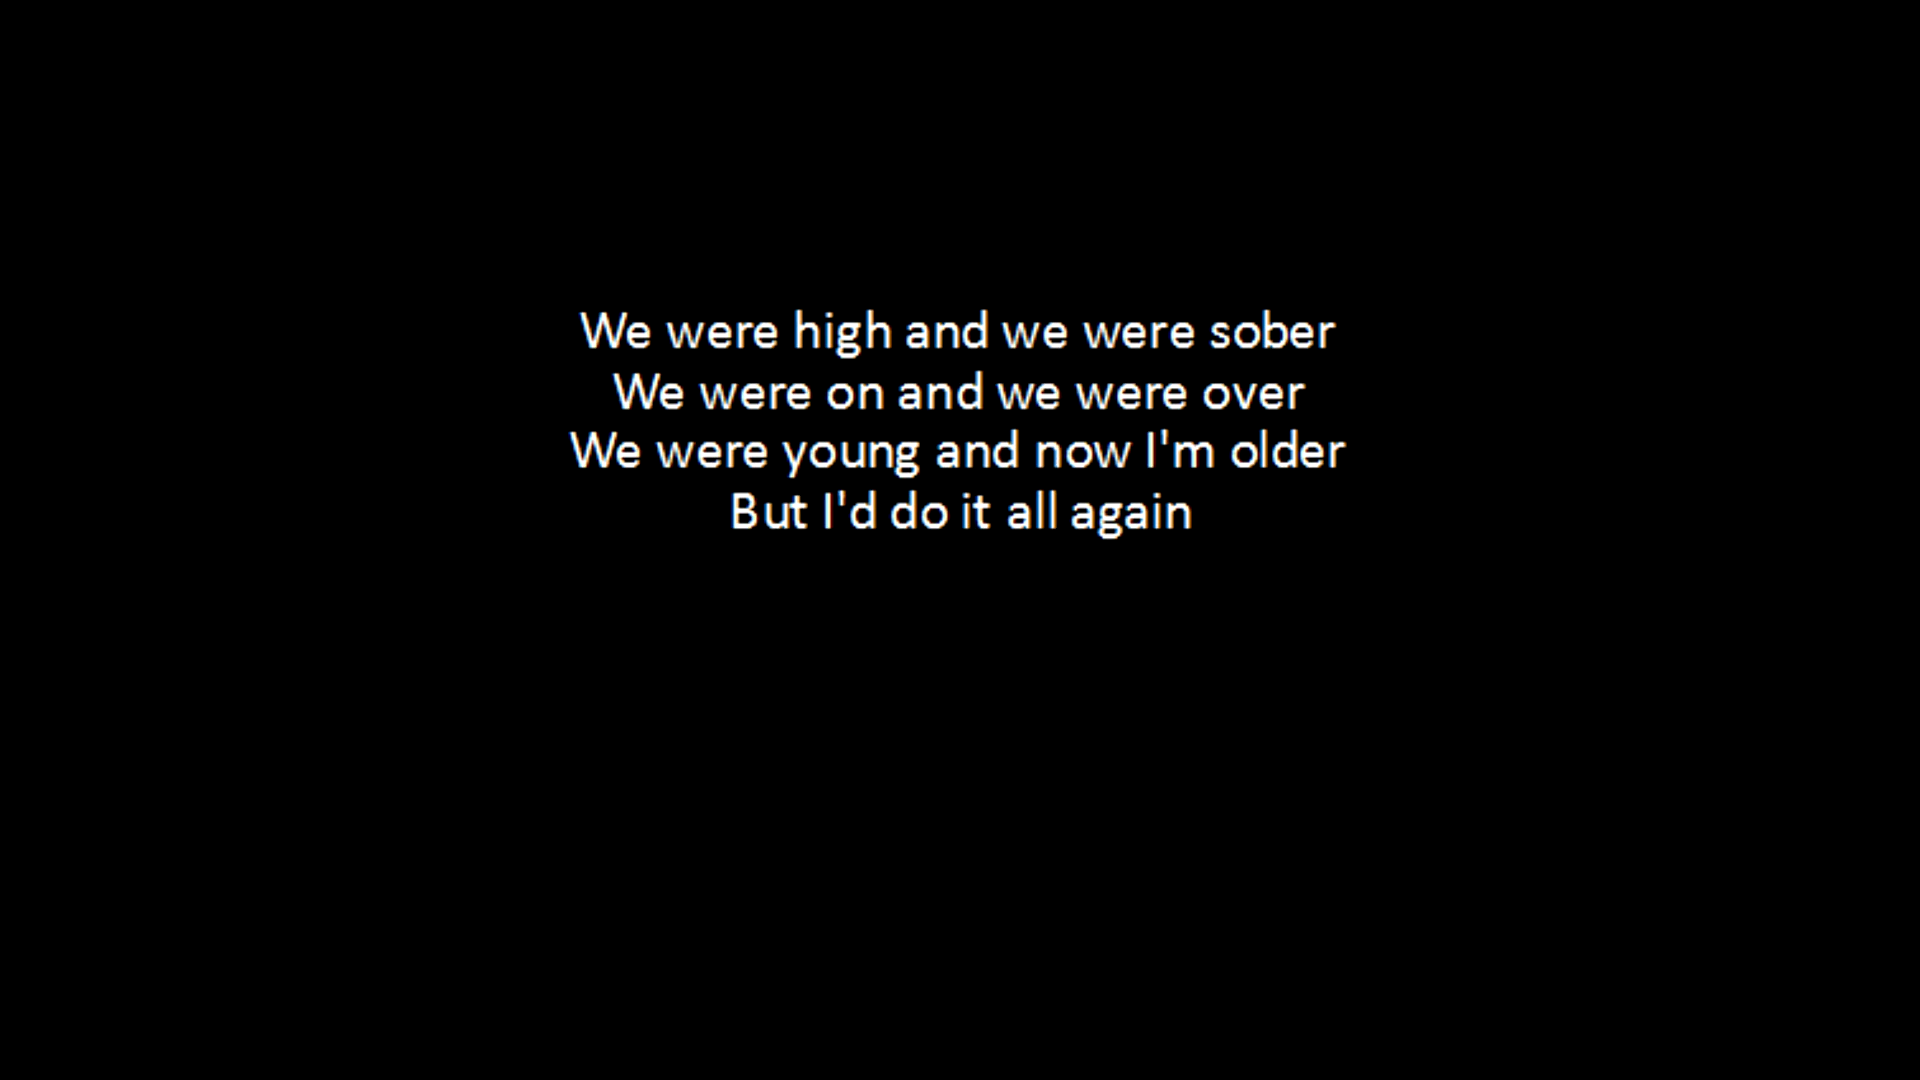 We were high and we were sober
We were on and we were over
We were young and now I'm older
But I'd do it all again